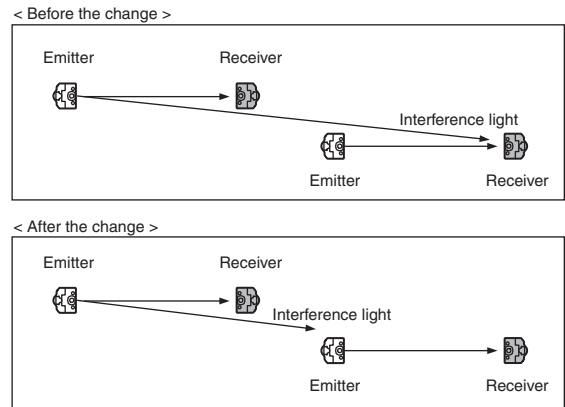 < Before the change >
Emitter
Receiver
Interference light
Emitter
Receiver
< After the change >
Emitter
Receiver
Interference light
Emitter
Receiver